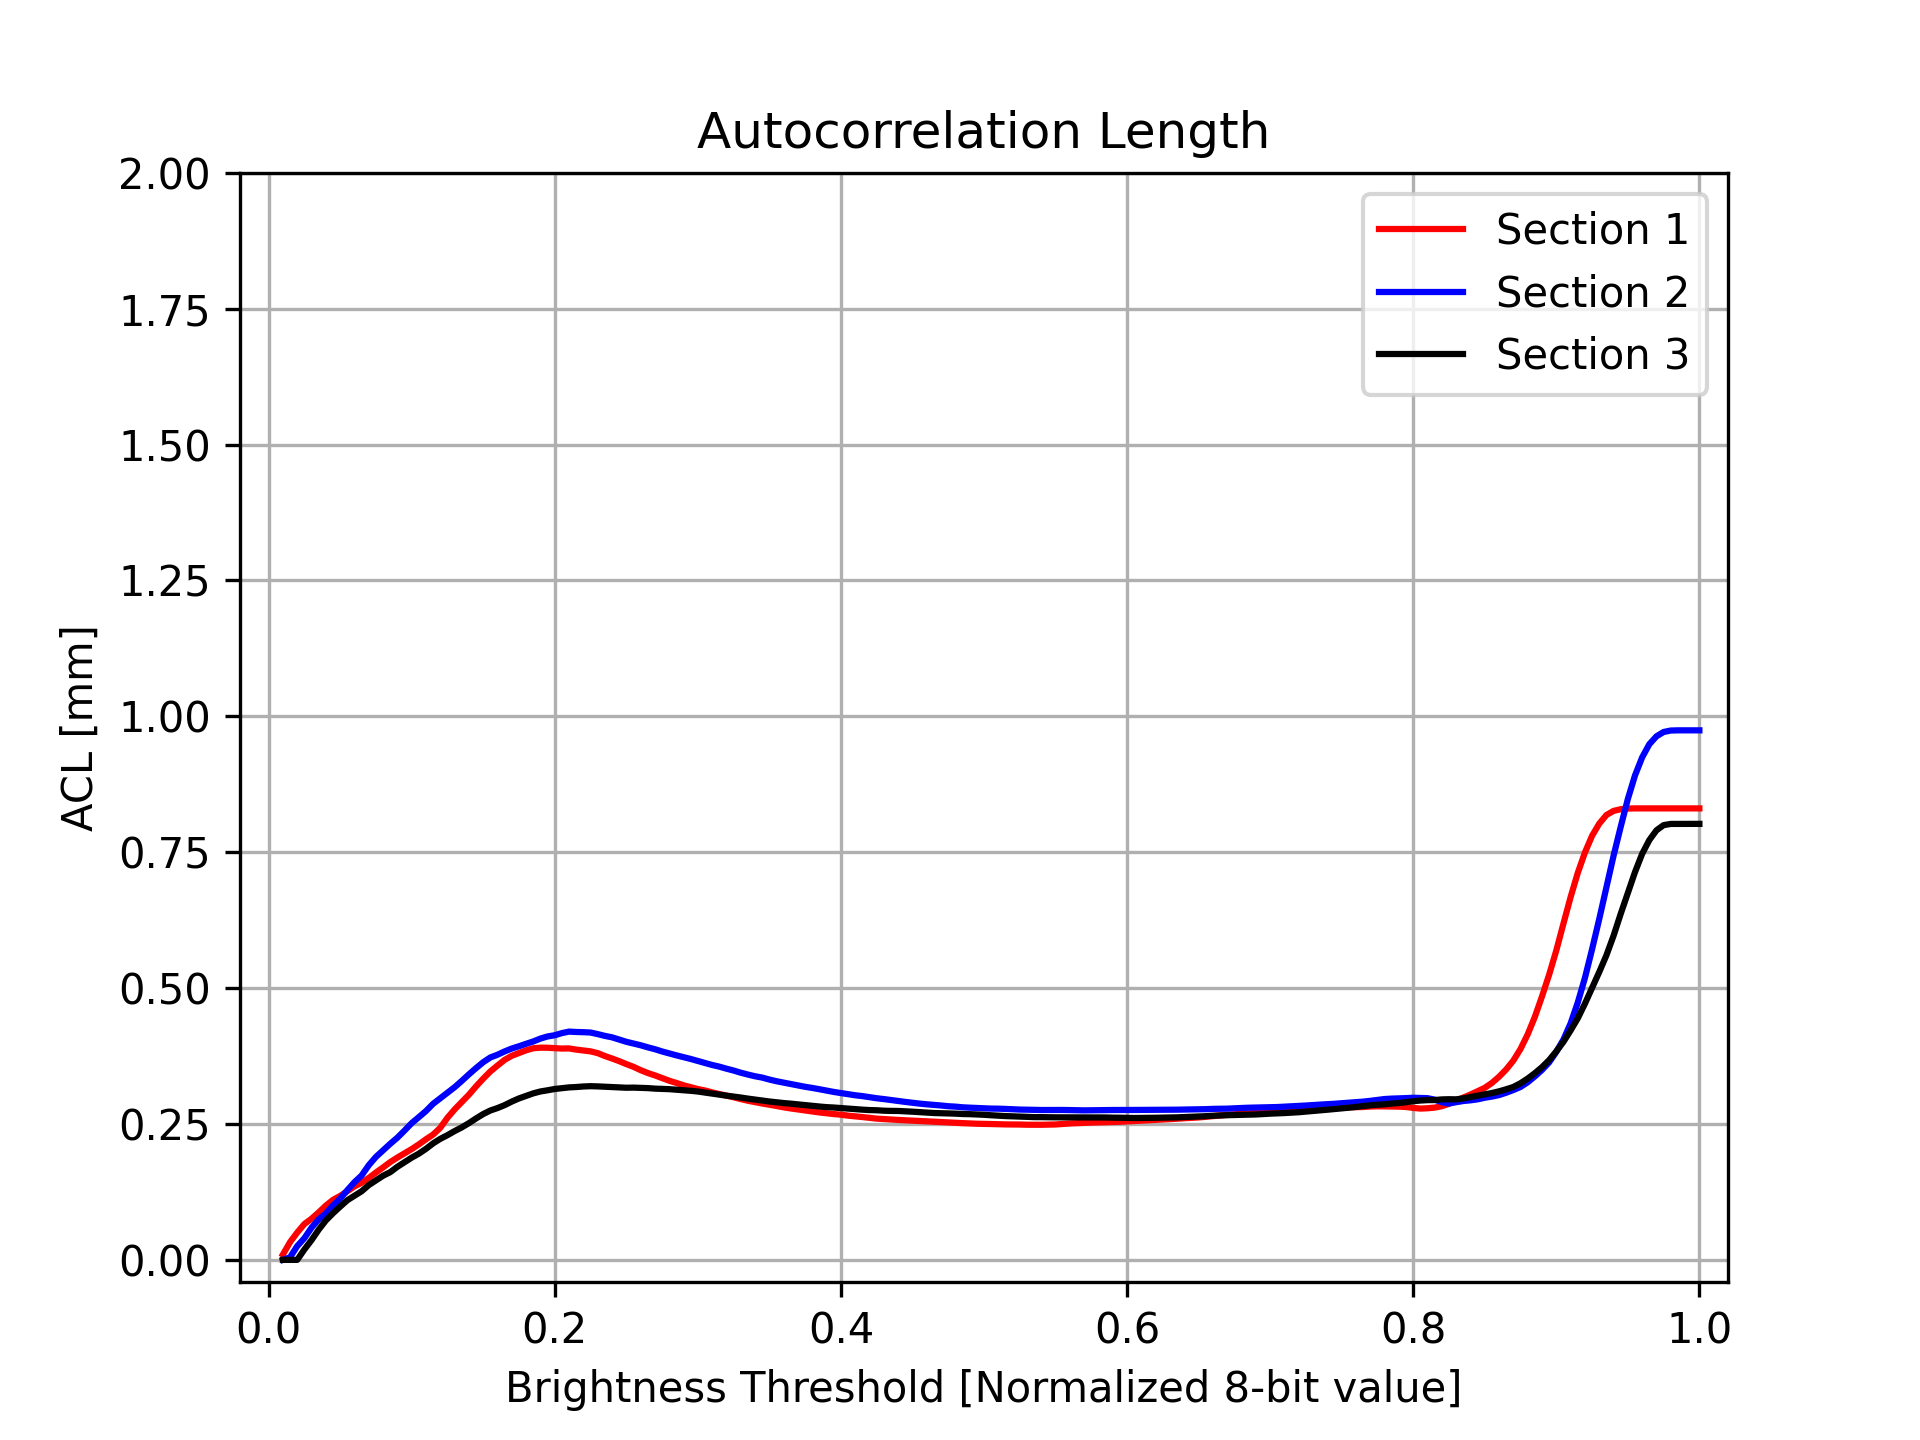 Autocorrelation Length
2.00
1.75
1.50
1.25
1.00
0.75
0.50
0.25
0.00
ACL [mm]
Section 1
Section 2
Section 3
0.0 0.2 0.4 0.6 0.8 1.0
Brightness Threshold [Normalized 8-bit value]